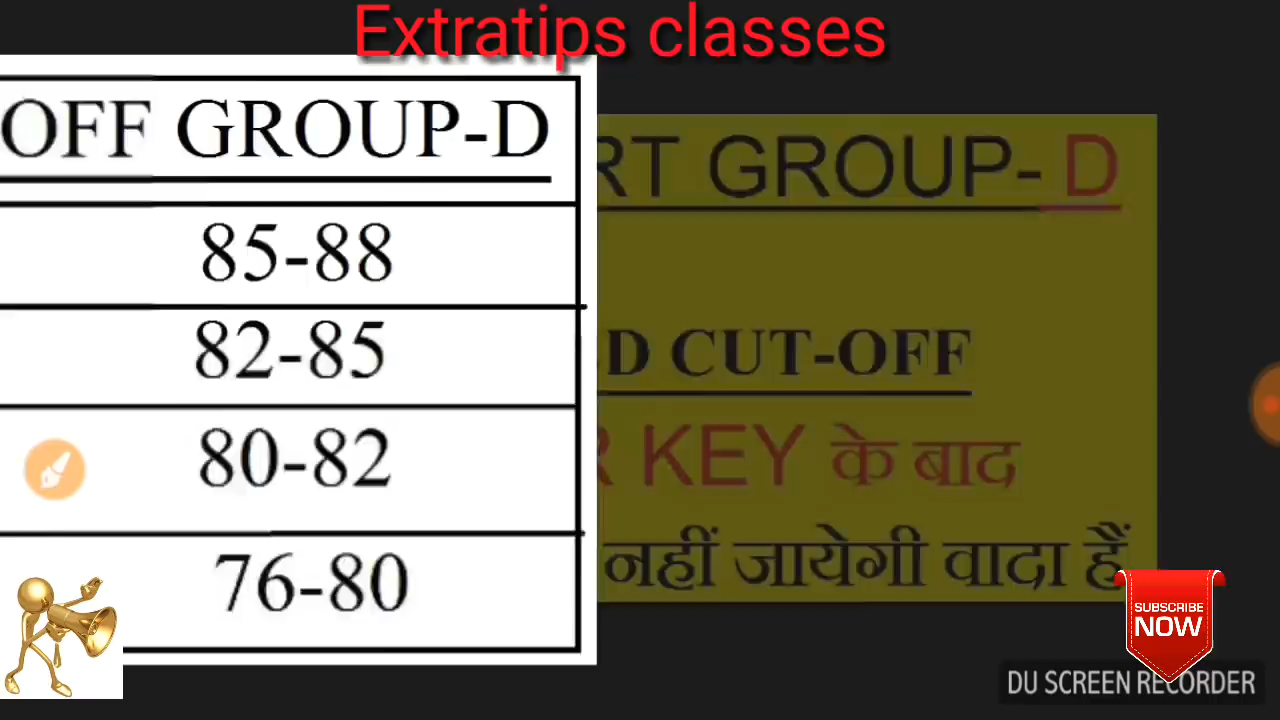 Extratips classes
OFF GROUP-D
85-88
82-85
80-82
76-80
RT GROUP- D
-D CUT-OFF
R KEY के बाद
नहीं जायेगी वादा हैं
SUBSCRIBE
NOW
DU SCREEN RECORDER